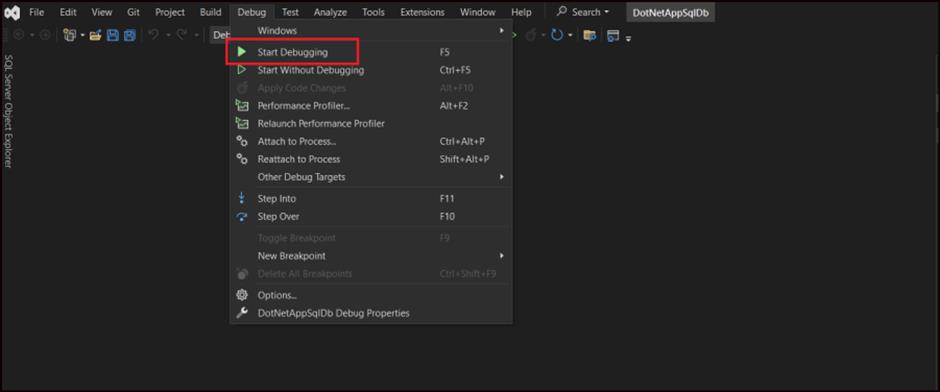 File Edit View Git Project Build Debug Test Analyze Tools Extensions Window Help Search DotNetAppSqlDb
SQL Server Object Explorer
Windows
Start Debugging F5
Start Without Debugging Ctrl+F5
Apply Code Changes Alt+F10
Performance Profiler... Alt+F2
Relaunch Performance Profiler
Attach to Process... Ctrl+Alt+P
Reattach to Process Shift+Alt+P
Other Debug Targets
Step Into F11
Step Over F10
Toggle Breakpoint F9
New Breakpoint
Delete All Breakpoints Ctrl+Shift+F9
Options...
DotNetAppSqlDb Debug Properties